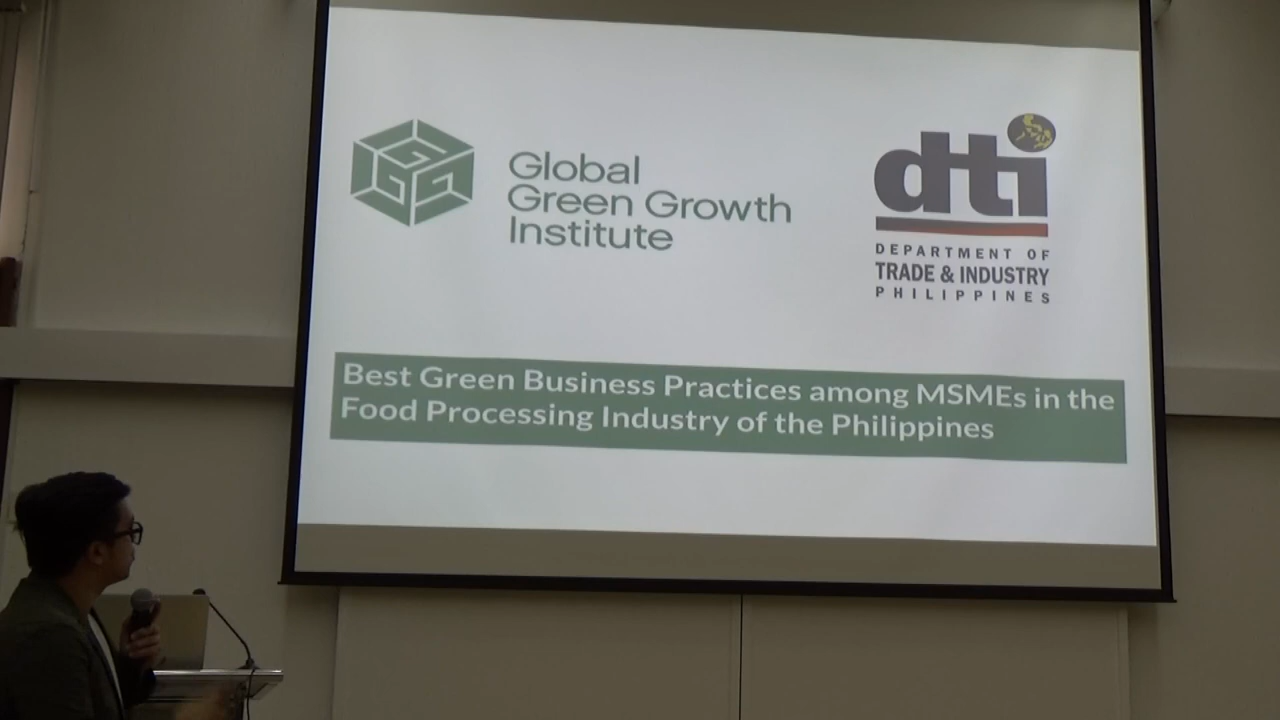 Global
Green Growth
Institute
dti
DEPARTMENT OF
TRADE & INDUSTRY
PHILIPPINES
Best Green Business Practices among MSMEs in the
Food Processing Industry of the Philippines